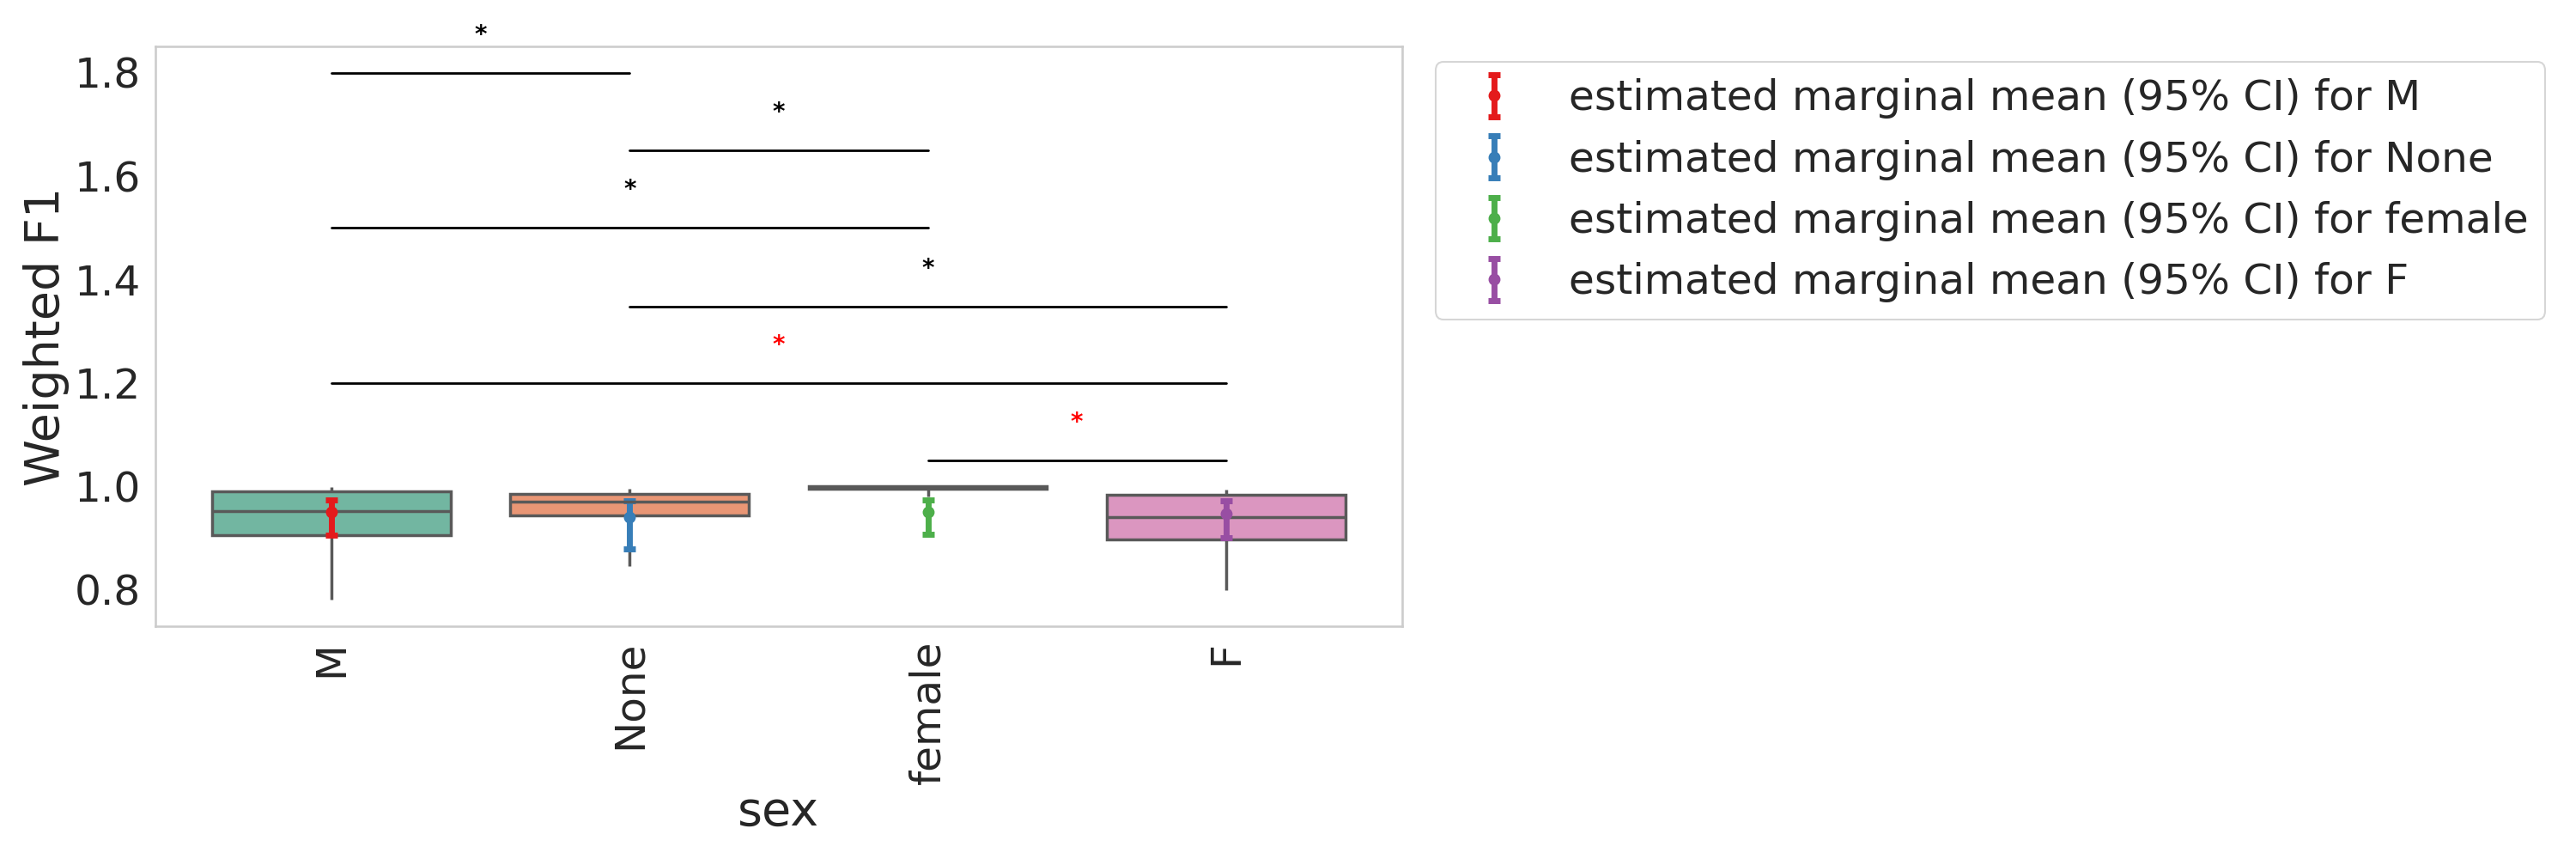 *
1.8
*
1.6
*
1.4
*
*
1.2
*
1.0
0.8
Weighted F1
M
None
female
F
sex
estimated marginal mean (95% CI) for M
estimated marginal mean (95% CI) for None
estimated marginal mean (95% CI) for female
estimated marginal mean (95% CI) for F